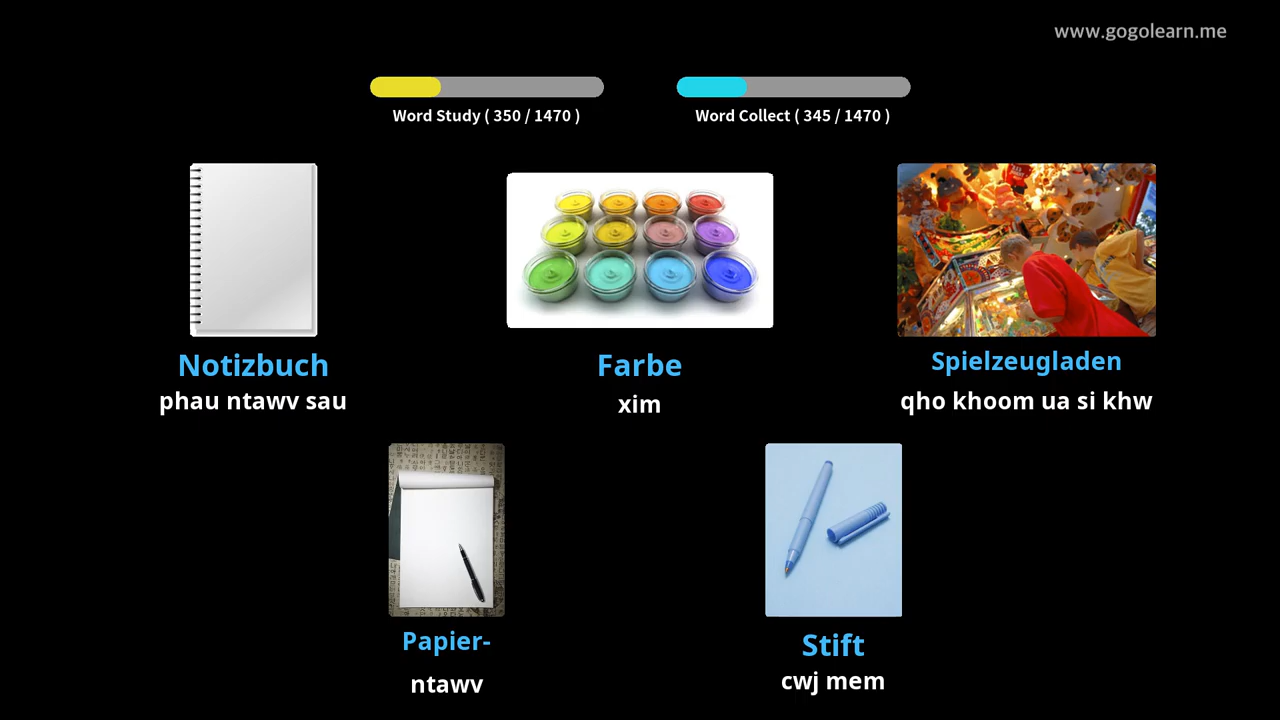 www.gogolearn.me
Word Study ( 350 / 1470 )
Word Collect ( 345 / 1470 )
Notizbuch
phau ntawv sau
Farbe
xim
Spielzeugladen
qho khoom ua si khw
Papier-
ntawv
Stift
cwj mem